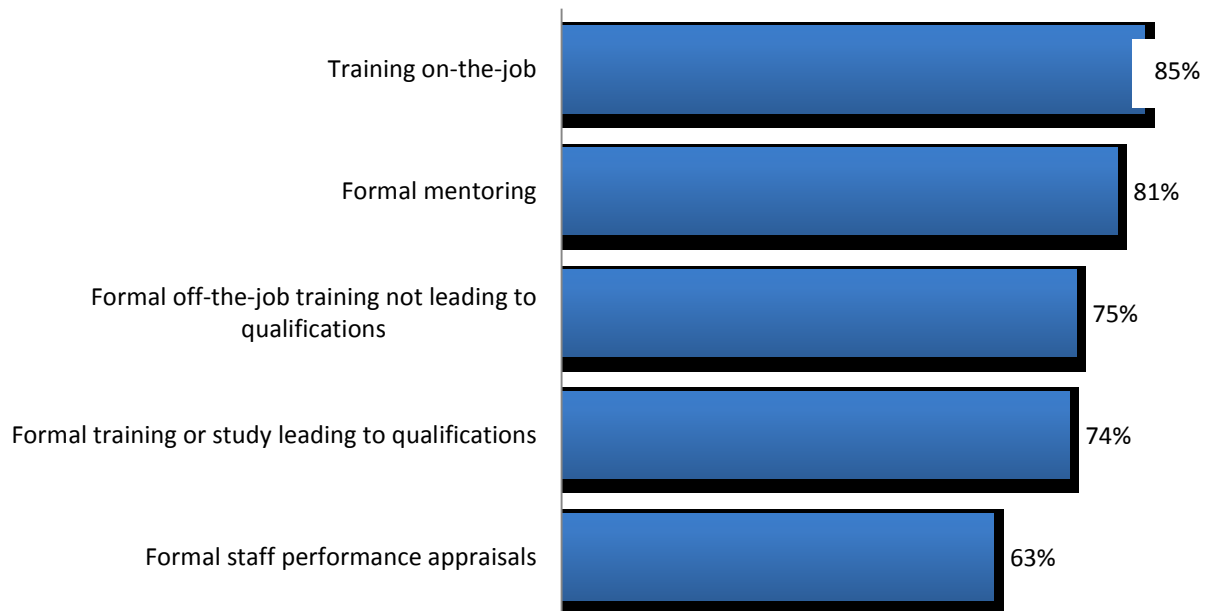 Training on-the-job
85%
Formal mentoring
81%
Formal off-the-job training not leading to
qualifications
75%
Formal training or study leading to qualifications
74%
Formal staff performance appraisals
63%